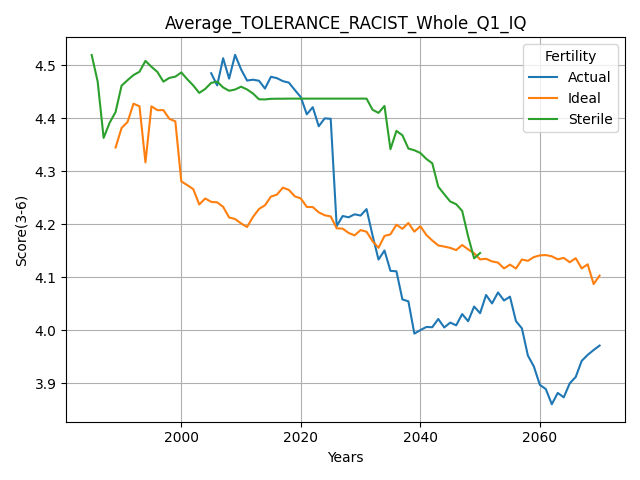 Average_TOLERANCE_RACIST_Whole_Q1_IQ
Fertility
Actual
Ideal
Sterile
Score(3-6)
4.5
4.4
4.3
4.2
4.1
4.0
3.9
2000 2020 2040 2060
Years